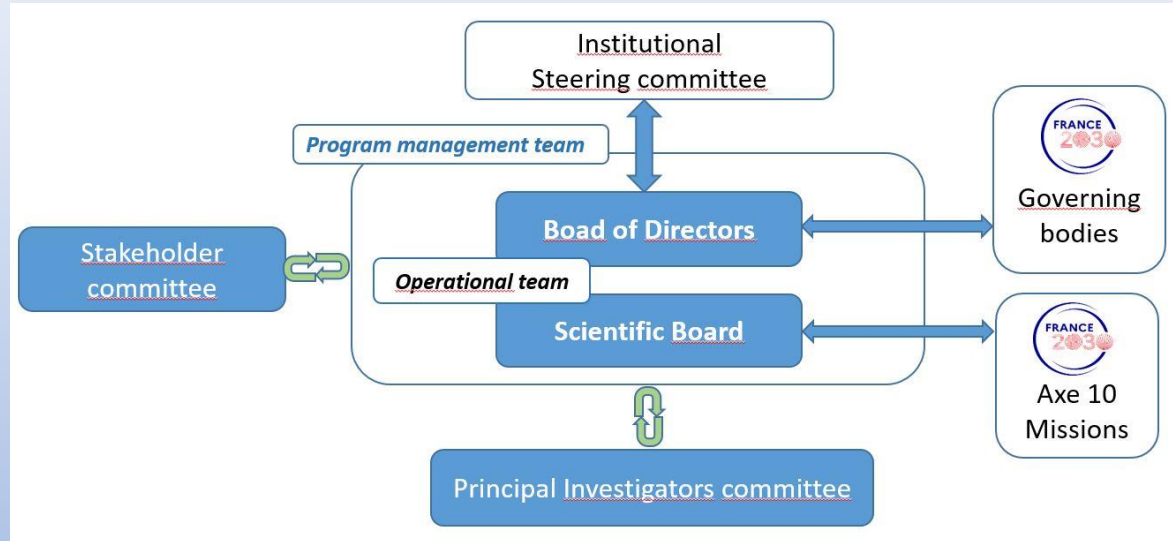 Institutional
Steering committee
Program management team
FRANCE
2030
Governing
bodies
Boad of Directors
Stakeholder
committee
Operational team
Scientific Board
FRANCE
2030
Axe 10
Missions
Principal Investigators committee